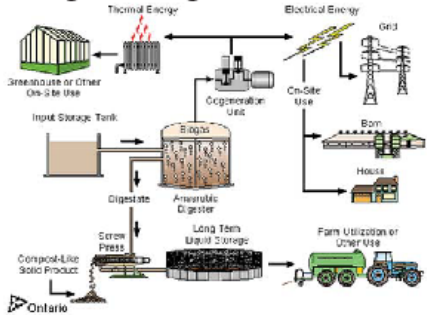 Thermal Energy
Electrical Energy
Grid
Greenhouse or Other
On-Site Use
Cogeneration
Unit
On-Site
Use
Input Storage Tank
Biogas
Barn
House
Digestate
Anaerobic
Digester
Screw
Press
Long Term
Liquid Storage
Farm Utilization or
Other Use
Compost-Like
Solid Product
Ontario